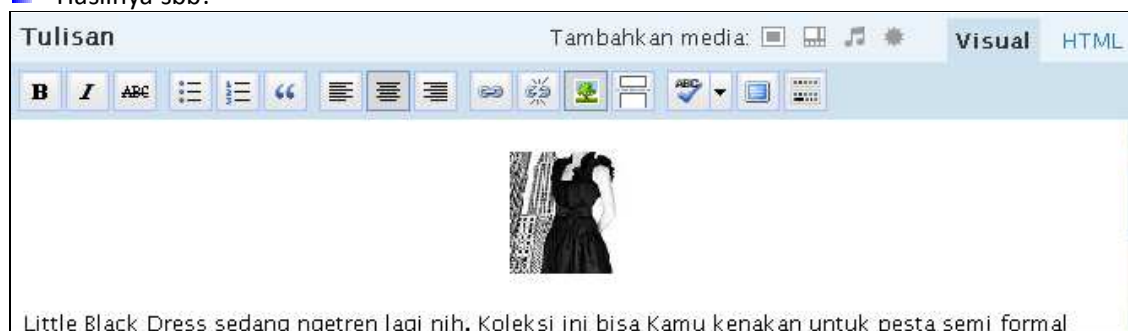 Hasilnya sbb:
Tulisan Tambahkan media: Visual HTML
B I ABC ABC
Little Black Dress sedang ngetren lagi nih. Koleksi ini bisa Kamu kenakan untuk pesta semi formal